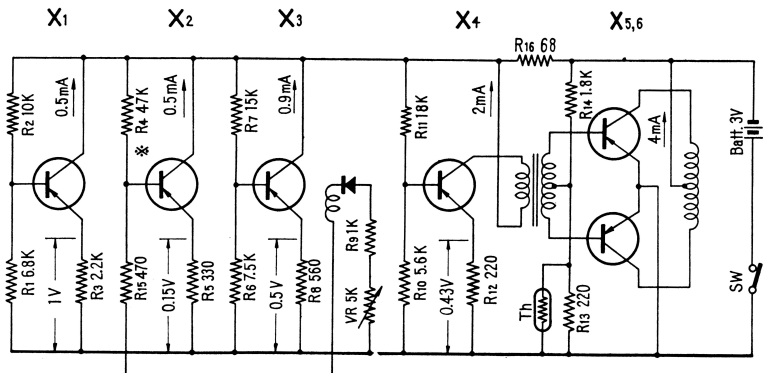 X1
X2
X3
X4
X5,6
R16 68
R2 10K
0.5mA
※ R4 47K
0.5mA
R7 15K
0.9mA
R11 18K
2mA
R14 1.8K
4mA
Batt. 3V
R1 6.8K
1V
R3 2.2K
R15 470
0.15V
R5 330
R6 7.5K
0.5V
R8 560
R9 1K
VR 5K
R10 5.6K
0.43V
R12 220
Th
R13 220
SW